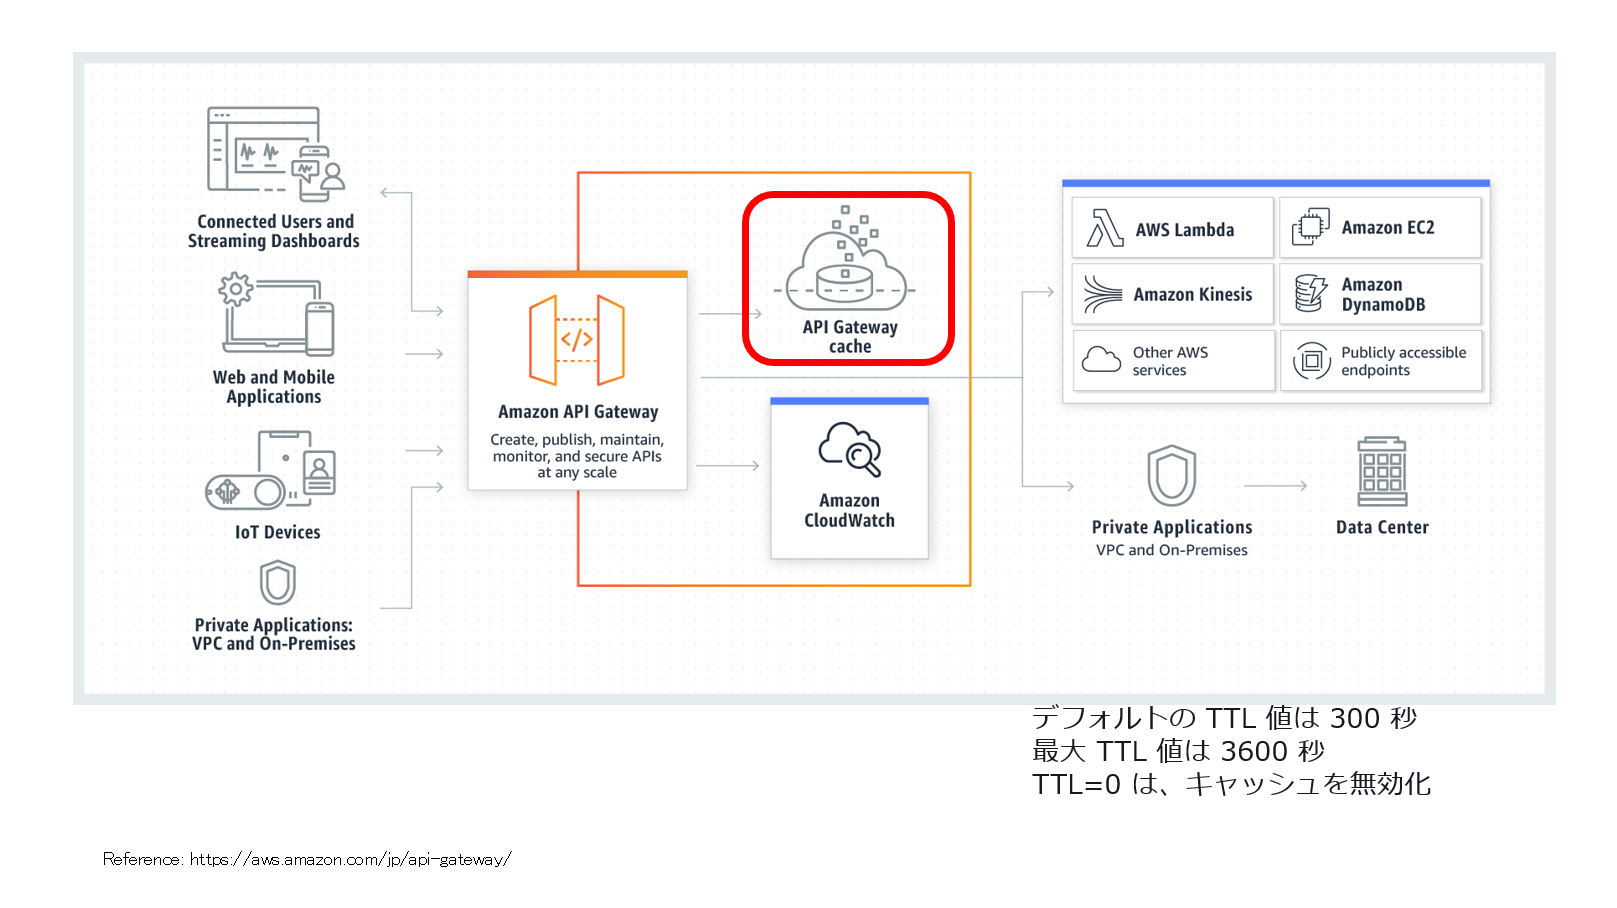 Connected Users and
Streaming Dashboards
Web and Mobile
Applications
IoT Devices
Private Applications:
VPC and On-Premises
</>
Amazon API Gateway
Create, publish, maintain,
monitor, and secure APIs
at any scale
API Gateway
cache
Amazon
CloudWatch
AWS Lambda
Amazon EC2
Amazon Kinesis
Amazon
DynamoDB
Other AWS
services
Publicly accessible
endpoints
Private Applications
VPC and On-Premises
Data Center
デフォルトの TTL 値は 300 秒
最大 TTL 値は 3600 秒
TTL=0 は、キャッシュを無効化
Reference: https://aws.amazon.com/jp/api-gateway/